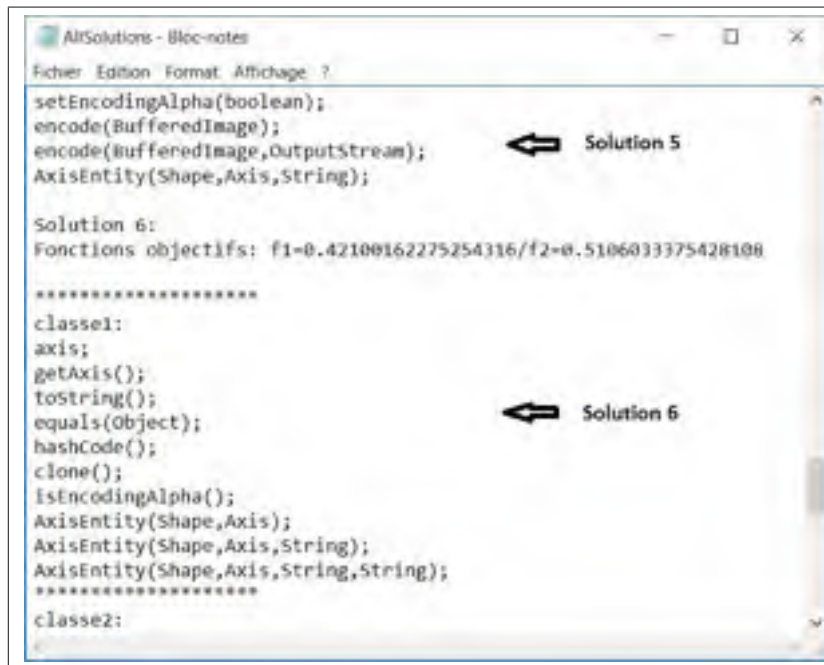 AllSolutions - Bloc-notes
Fichier Edition Format Affichage ?
setEncodingAlpha(boolean);
encode(BufferedImage);
encode(BufferedImage,OutputStream);
AxisEntity(Shape,Axis,String);
Solution 5
Solution 6:
Fonctions objectifs: f1=0.42100162275254316/f2=0.5106033375428108
********************
classe1:
axis;
getAxis();
toString();
equals(Object);
hashCode();
clone();
isEncodingAlpha();
AxisEntity(Shape,Axis);
AxisEntity(Shape,Axis,String);
AxisEntity(Shape,Axis,String,String);
Solution 6
********************
classe2: